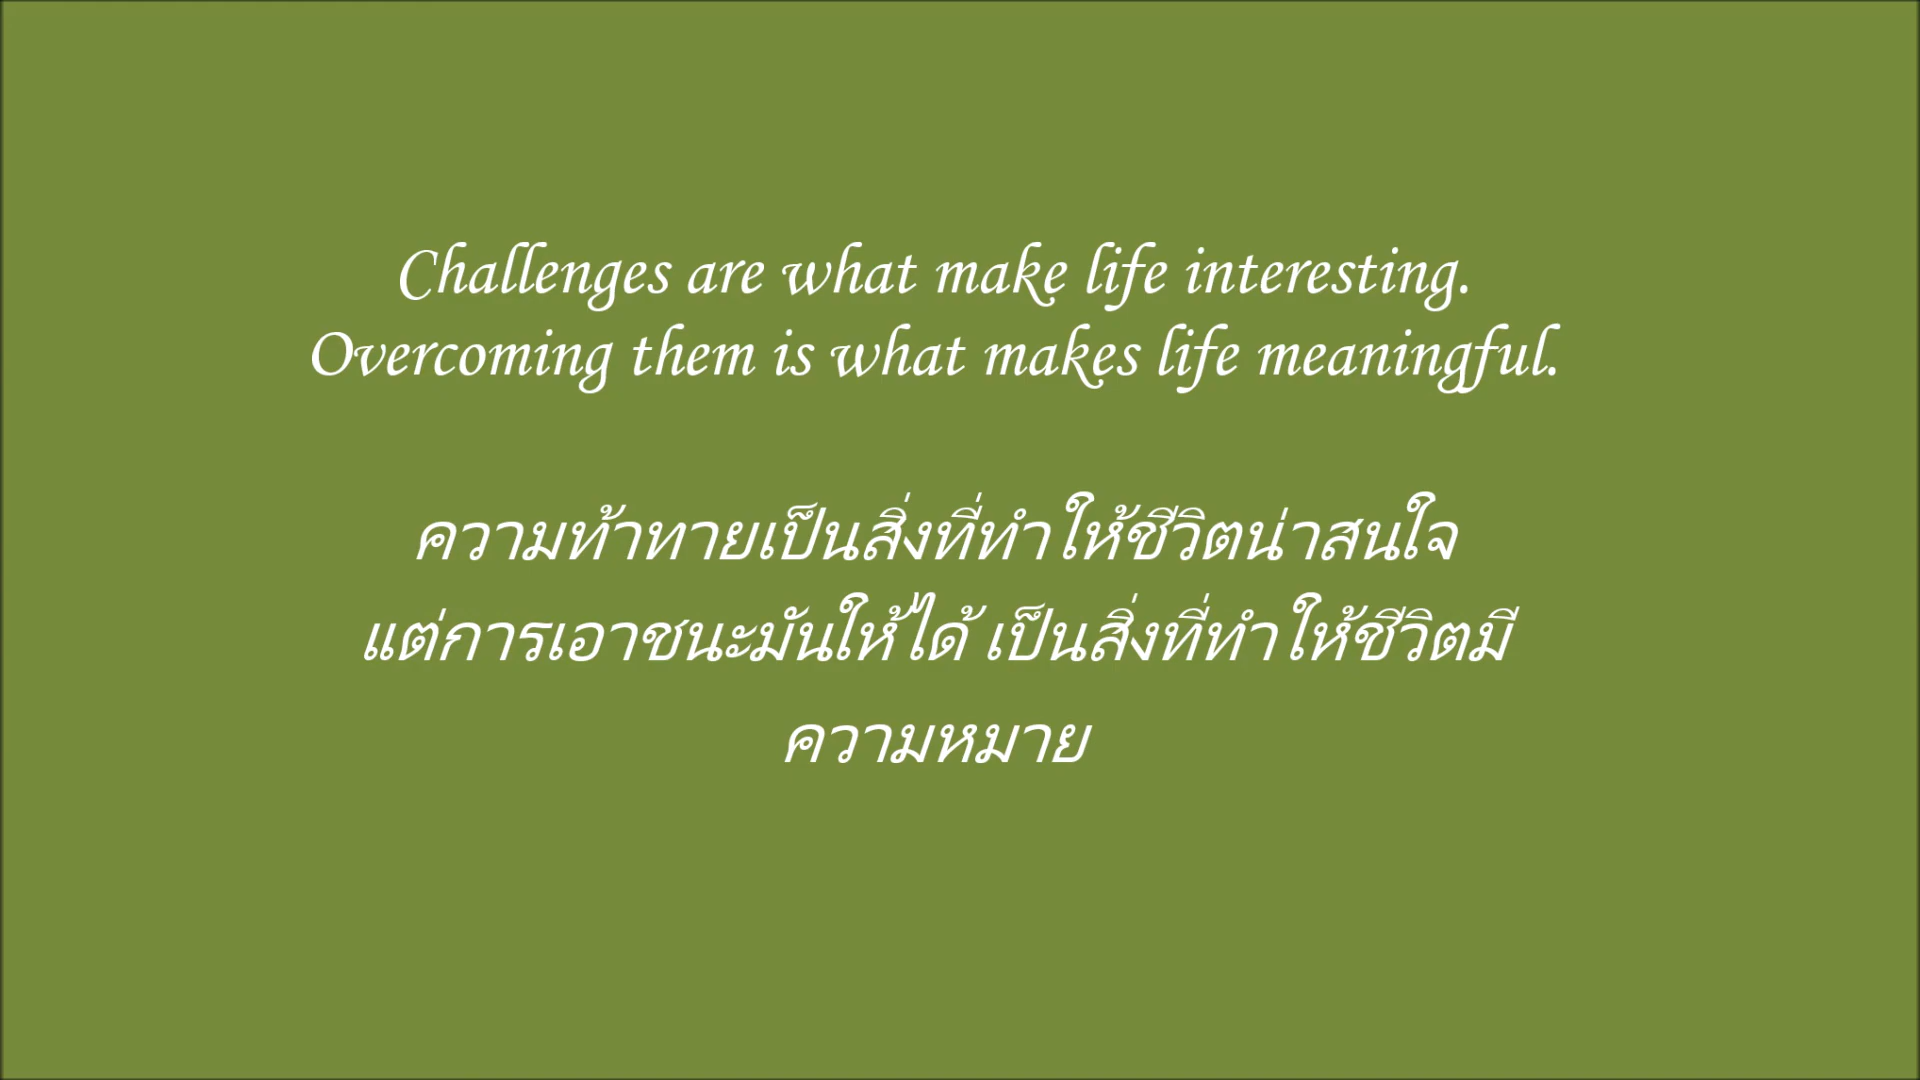 Challenges are what make life interesting.
Overcoming them is what makes life meaningful.
ความท้าทายเป็นสิ่งที่ทำให้ชีวิตน่าสนใจ
แต่การเอาชนะมันให้ได้ เป็นสิ่งที่ทำให้ชีวิตมี
ความหมาย